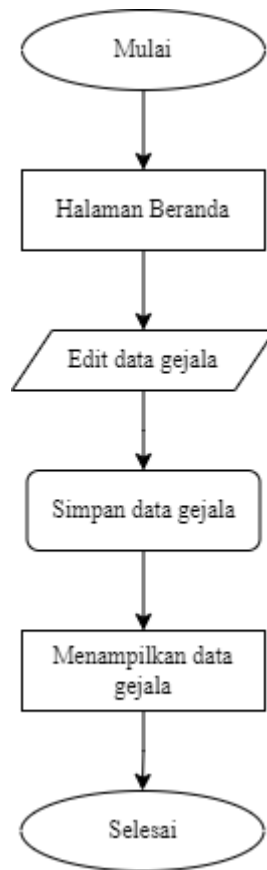 Mulai
Halaman Beranda
Edit data gejala
Simpan data gejala
Menampilkan data
gejala
Selesai